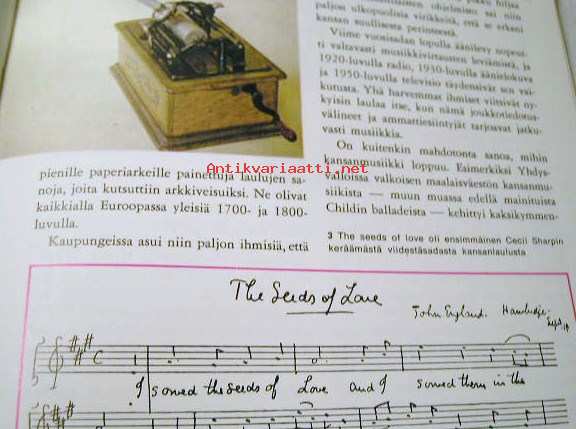 pienille paperiarkeille painettuja laulujen sa-
noja, joita kutsuttiin arkkiveisuiksi. Ne olivat
kaikkialla Euroopassa yleisiä 1700- ja 1800-
luvulla.
Kaupungeissa asui niin paljon ihmisiä, että
paljon ulkopuolisia virikkeitä, että se erkeni
kansan suullisesta perinteestä.
Viime vuosisadan lopulla äänilevy nopeut-
ti valtavasti musiikkivirtausten leviämistä, ja
1920-luvulla radio, 1930-luvulla äänielokuva
ja 1950-luvulla televisio täydensivät sen vai-
kutusta. Yhä harvemmat ihmiset viitsivät ny-
kyisin laulaa itse, kun nämä joukkotiedotus-
välineet ja ammattiesiintyjät tarjoavat jatku-
vasti musiikkia.
On kuitenkin mahdotonta sanoa, mihin
kansanmusiikki loppuu. Esimerkiksi Yhdys-
valloissa valkoisen maalaisväestön kansanmu-
siikista — muun muassa edellä mainituista
Childin balladeista — kehittyi kaksikymmen-
3 The seeds of love oli ensimmäinen Cecil Sharpin
keräämästä viidestäsadasta kansanlaulusta
Antikvariaatti.net
The Seeds of Love
John England. Hambridge.
Sept
C
I sowed the seeds of Love and I sowed them in the